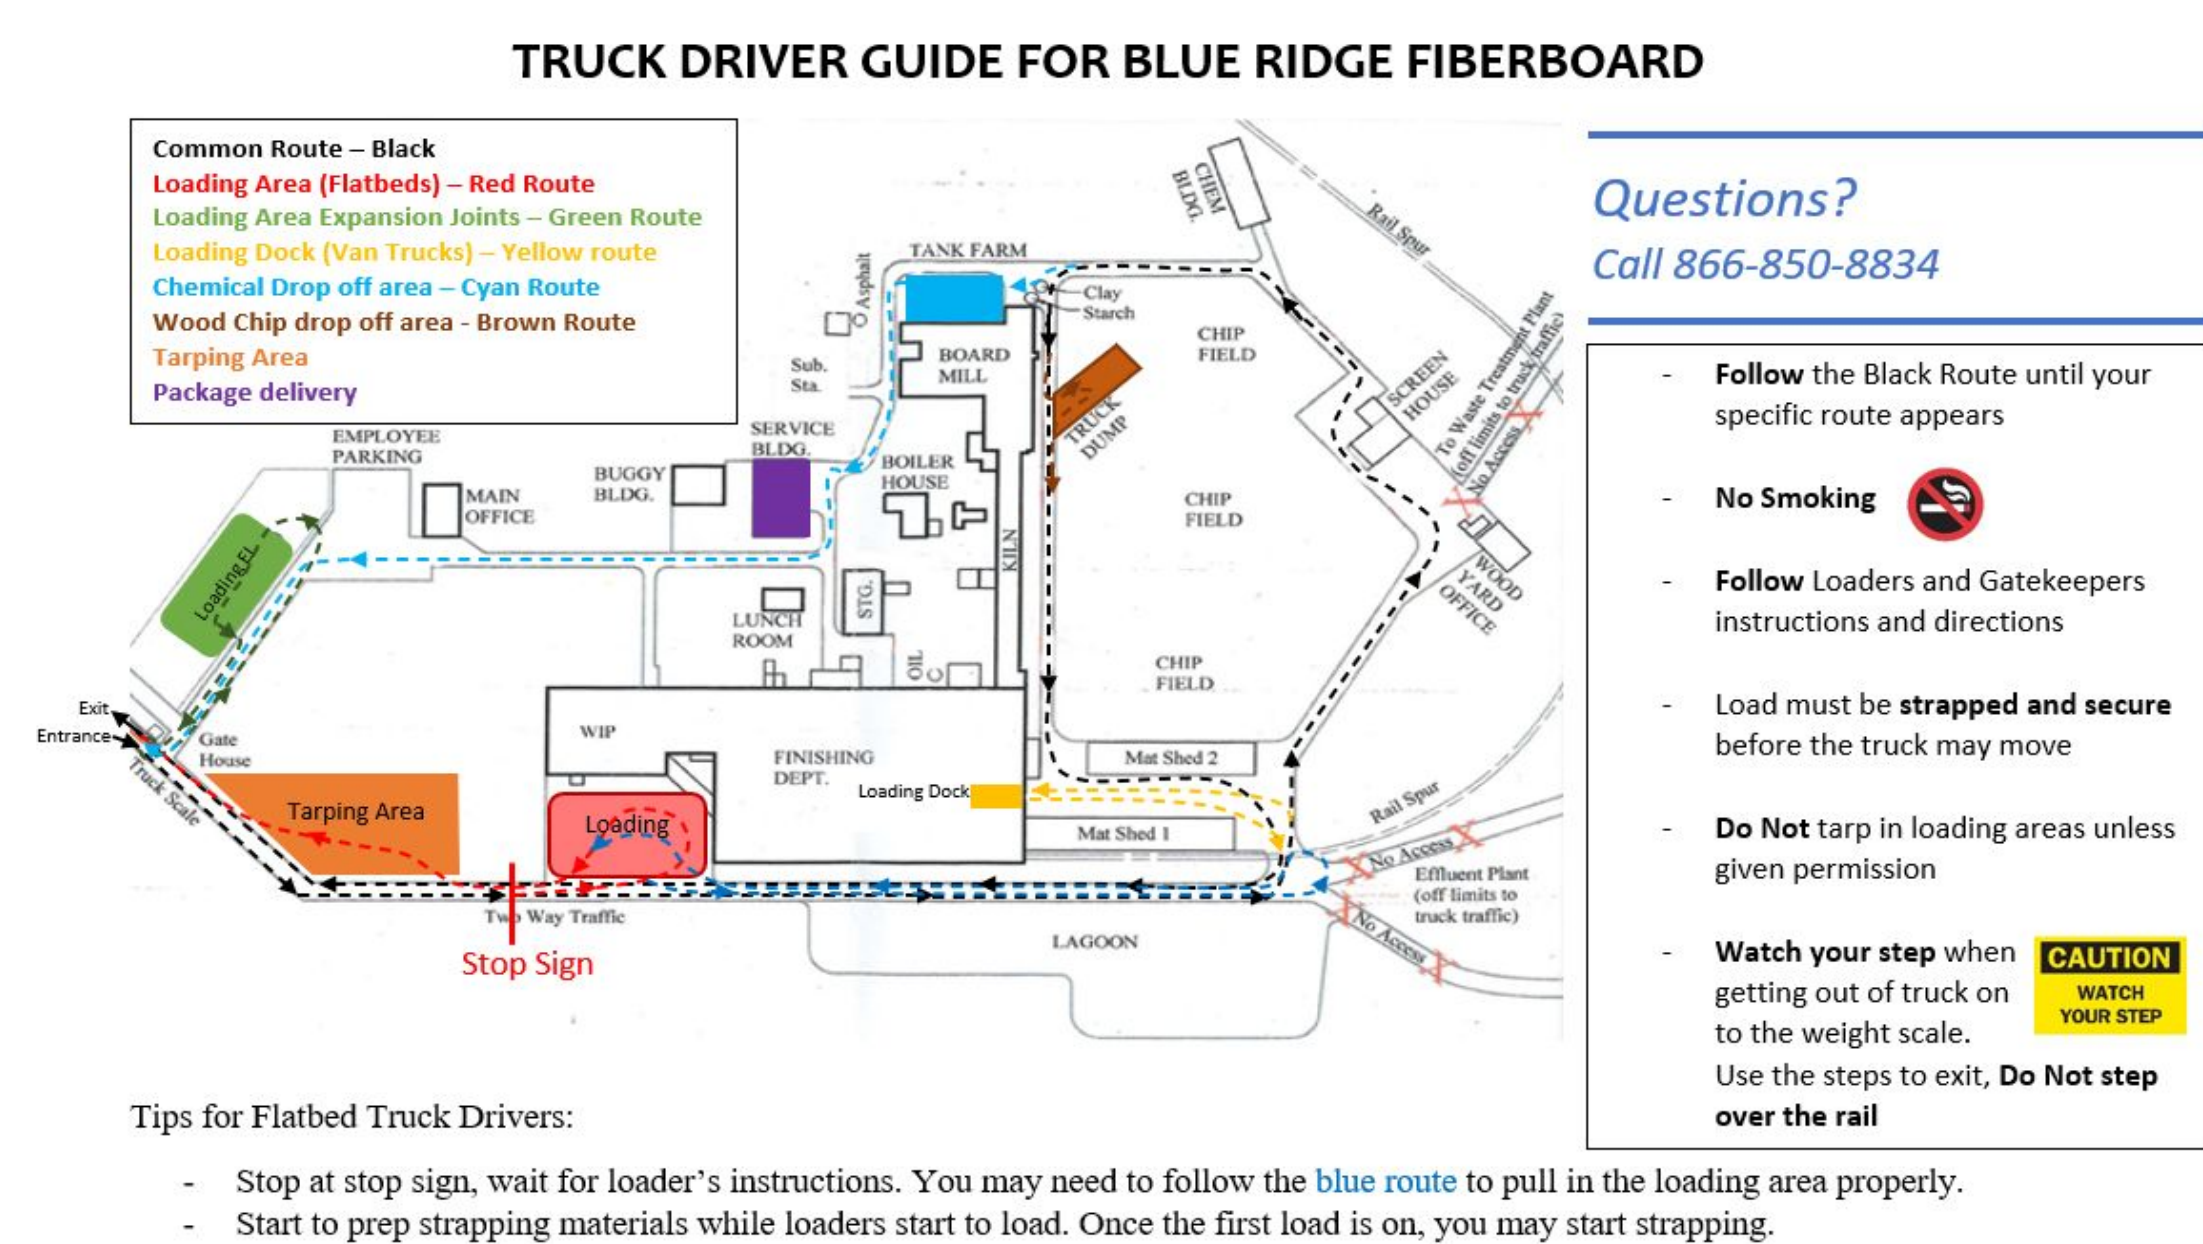 TRUCK DRIVER GUIDE FOR BLUE RIDGE FIBERBOARD
Common Route – Black
Loading Area (Flatbeds) – Red Route
Loading Area Expansion Joints – Green Route
Loading Dock (Van Trucks) – Yellow route
Chemical Drop off area – Cyan Route
Wood Chip drop off area - Brown Route
Tarping Area
Package delivery
CHEM
BLDG.
Rail Spur
TANK FARM
Asphalt
Clay
Starch
CHIP
FIELD
BOARD
MILL
Sub.
Sta.
TRUCK
DUMP
SCREEN
HOUSE
To Waste Treatment Plant
(off limits to truck traffic)
No Access
EMPLOYEE
PARKING
SERVICE
BLDG.
BUGGY
BLDG.
BOILER
HOUSE
MAIN
OFFICE
CHIP
FIELD
KILN
WOOD
YARD
OFFICE
Loading EJ
STG.
LUNCH
ROOM
OIL
CHIP
FIELD
Exit
Entrance
Gate
House
Truck Scale
WIP
FINISHING
DEPT.
Mat Shed 2
Loading Dock
Tarping Area
Loading
Mat Shed 1
Rail Spur
No Access
Effluent Plant
(off limits to
truck traffic)
No Access
Two Way Traffic
Stop Sign
LAGOON
Questions?
Call 866-850-8834
- Follow the Black Route until your
specific route appears
- No Smoking
- Follow Loaders and Gatekeepers
instructions and directions
- Load must be strapped and secure
before the truck may move
- Do Not tarp in loading areas unless
given permission
- Watch your step when
getting out of truck on
to the weight scale.
Use the steps to exit, Do Not step
over the rail
CAUTION
WATCH
YOUR STEP
Tips for Flatbed Truck Drivers:
- Stop at stop sign, wait for loader’s instructions. You may need to follow the blue route to pull in the loading area properly.
- Start to prep strapping materials while loaders start to load. Once the first load is on, you may start strapping.